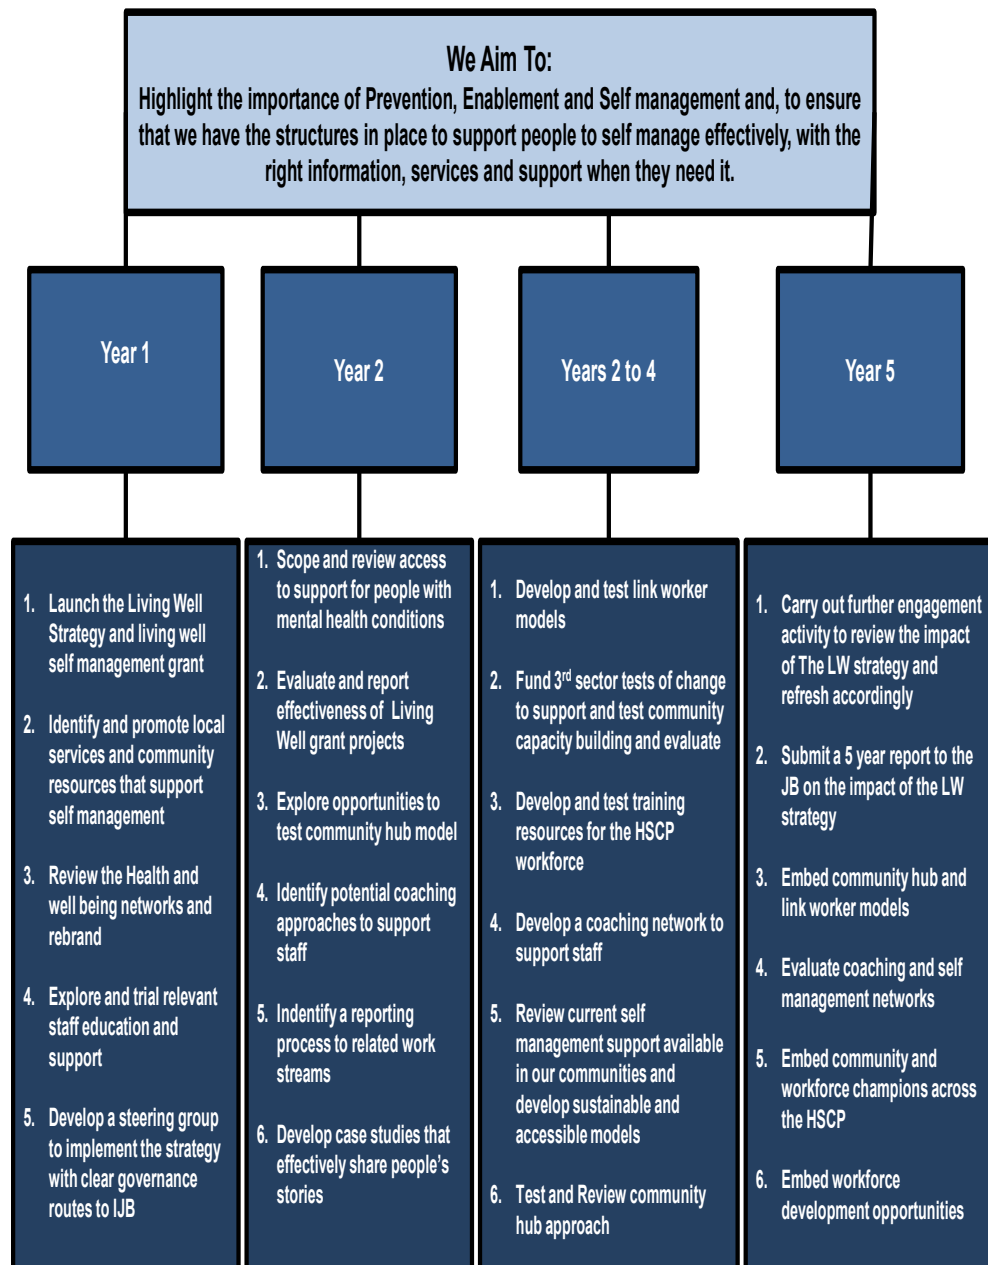 We Aim To:
Highlight the importance of Prevention, Enablement and Self management and, to ensure
that we have the structures in place to support people to self manage effectively, with the
right information, services and support when they need it.
Year 1
Year 2
Years 2 to 4
Year 5
1. Launch the Living Well
Strategy and living well
self management grant
2. Identify and promote local
services and community
resources that support
self management
3. Review the Health and
well being networks and
rebrand
4. Explore and trial relevant
staff education and
support
5. Develop a steering group
to implement the strategy
with clear governance
routes to IJB
1. Scope and review access
to support for people with
mental health conditions
2. Evaluate and report
effectiveness of Living
Well grant projects
3. Explore opportunities to
test community hub model
4. Identify potential coaching
approaches to support
staff
5. Indentify a reporting
process to related work
streams
6. Develop case studies that
effectively share people's
stories
1. Develop and test link worker
models
2. Fund 3rd sector tests of change
to support and test community
capacity building and evaluate
3. Develop and test training
resources for the HSCP
workforce
4. Develop a coaching network to
support staff
5. Review current self
management support available
in our communities and
develop sustainable and
accessible models
6. Test and Review community
hub approach
1. Carry out further engagement
activity to review the impact
of The LW strategy and
refresh accordingly
2. Submit a 5 year report to the
JB on the impact of the LW
strategy
3. Embed community hub and
link worker models
4. Evaluate coaching and self
management networks
5. Embed community and
workforce champions across
the HSCP
6. Embed workforce
development opportunities